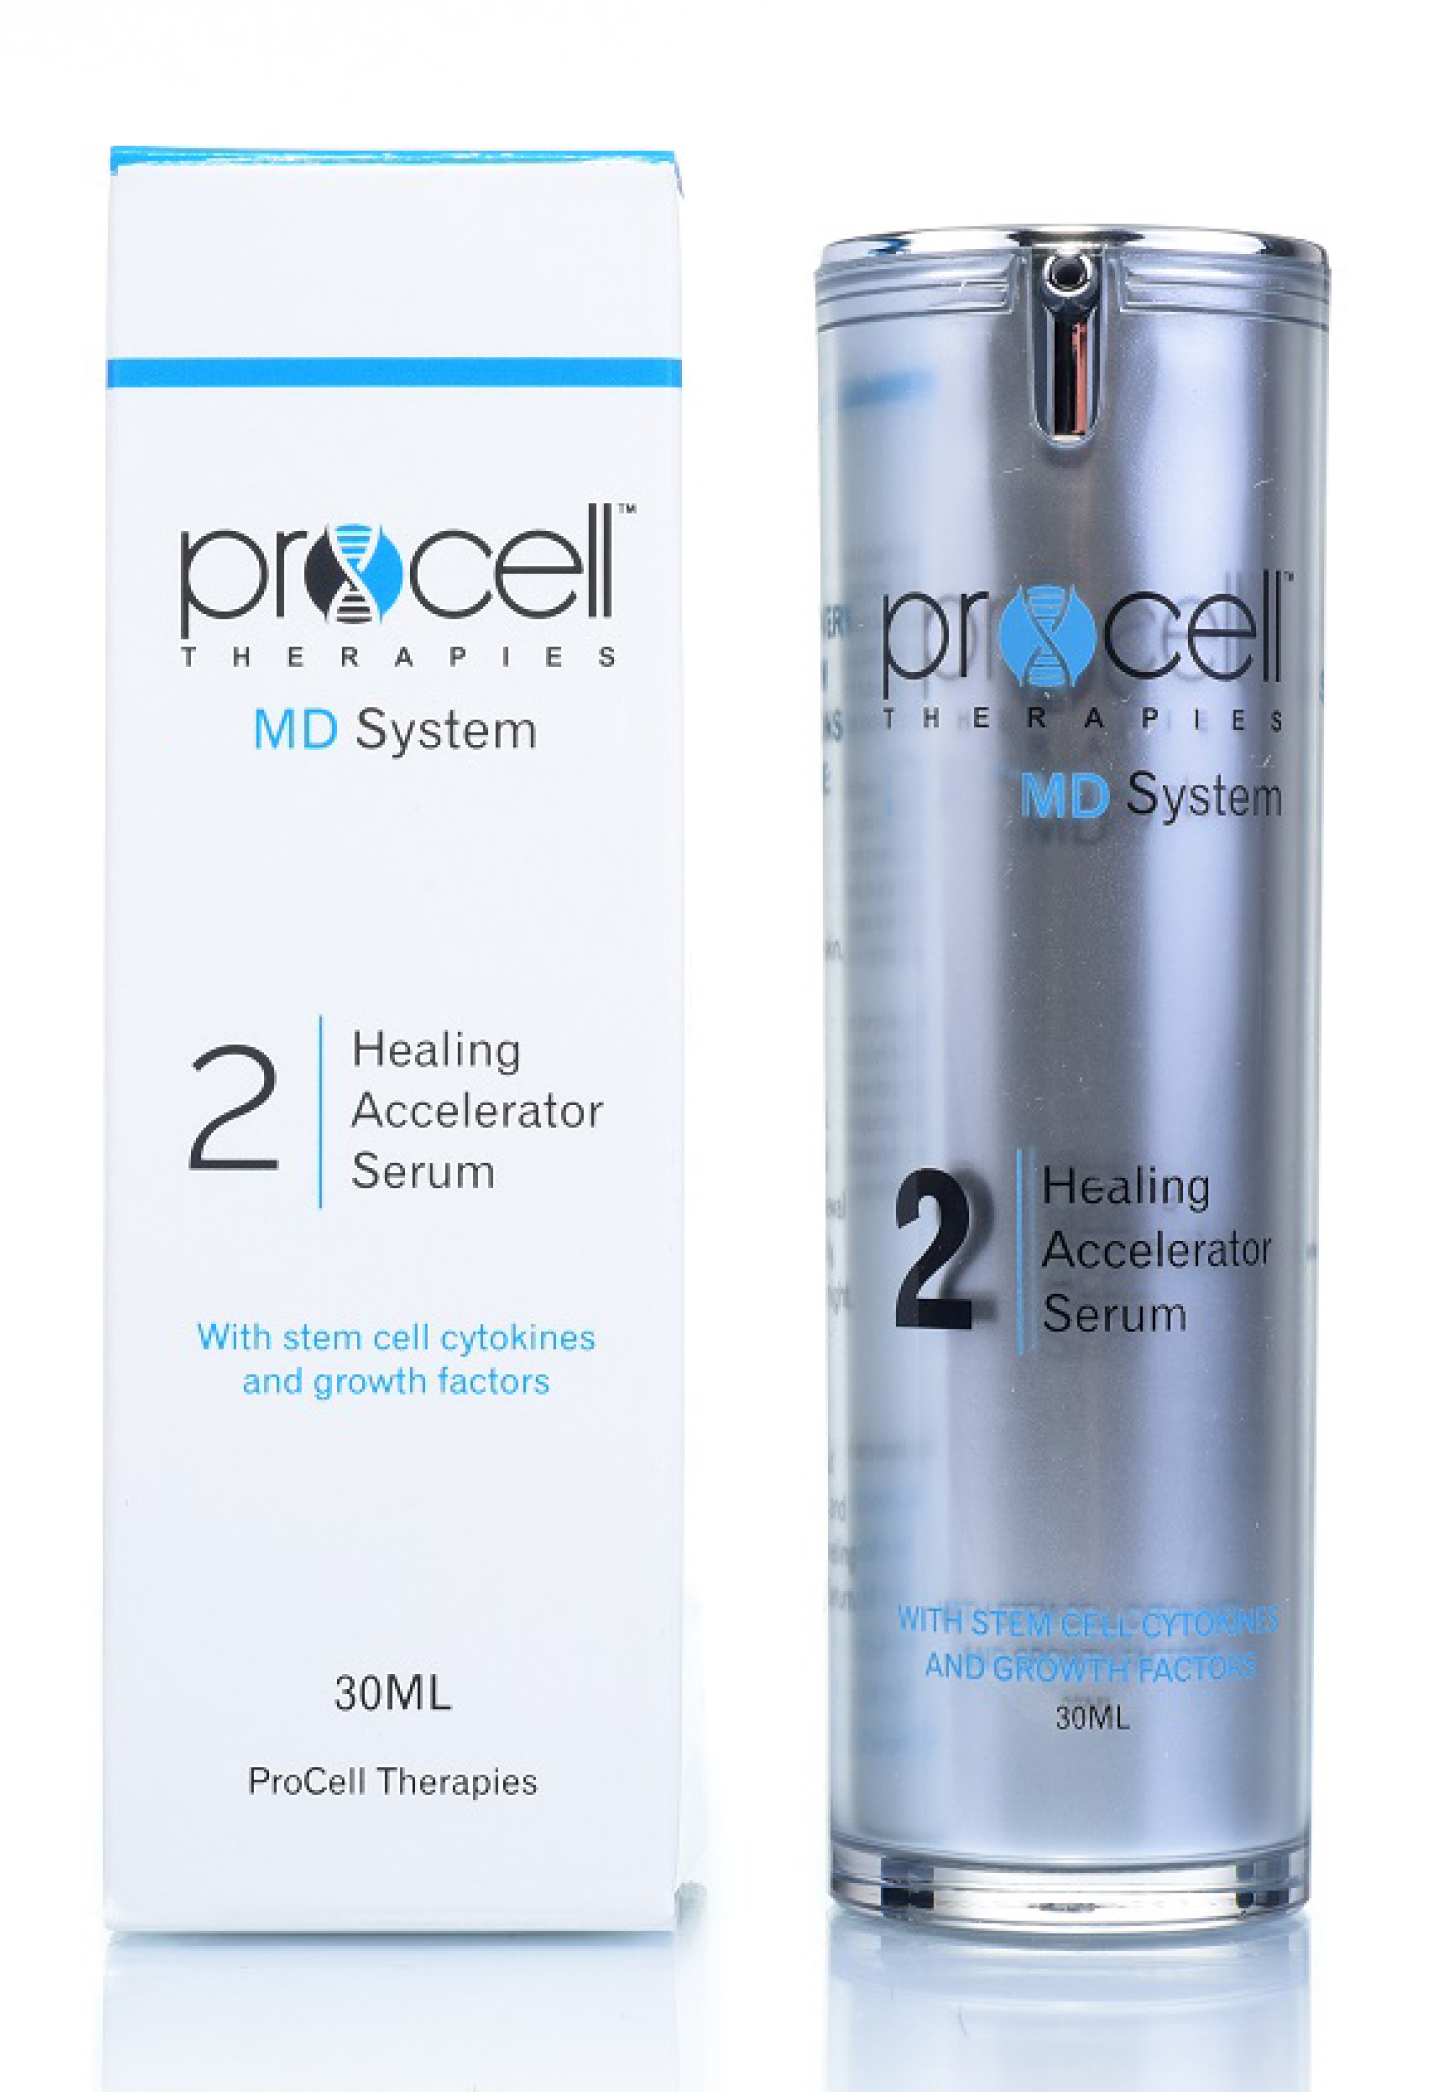 procell™
THERAPIES
MD System
2
Healing
Accelerator
Serum
With stem cell cytokines
and growth factors
30ML
ProCell Therapies
procell™
THERAPIES
MD System
2
Healing
Accelerator
Serum
WITH STEM CELL CYTOKINES
AND GROWTH FACTORS
30ML